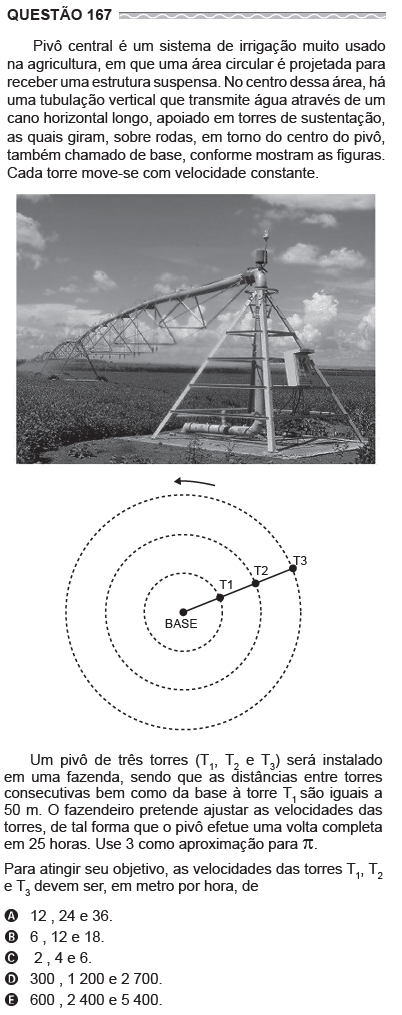 QUESTÃO 167
Pivô central é um sistema de irrigação muito usado
na agricultura, em que uma área circular é projetada para
receber uma estrutura suspensa. No centro dessa área, há
uma tubulação vertical que transmite água através de um
cano horizontal longo, apoiado em torres de sustentação,
as quais giram, sobre rodas, em torno do centro do pivô,
também chamado de base, conforme mostram as figuras.
Cada torre move-se com velocidade constante.
T3
T2
T1
BASE
Um pivô de três torres (T₁, T₂ e T₃) será instalado
em uma fazenda, sendo que as distâncias entre torres
consecutivas bem como da base à torre T₁ são iguais a
50 m. O fazendeiro pretende ajustar as velocidades das
torres, de tal forma que o pivô efetue uma volta completa
em 25 horas. Use 3 como aproximação para π.
Para atingir seu objetivo, as velocidades das torres T₁, T₂
e T₃ devem ser, em metro por hora, de
A 12 , 24 e 36.
B 6 , 12 e 18.
C 2 , 4 e 6.
D 300 , 1 200 e 2 700.
E 600 , 2 400 e 5 400.